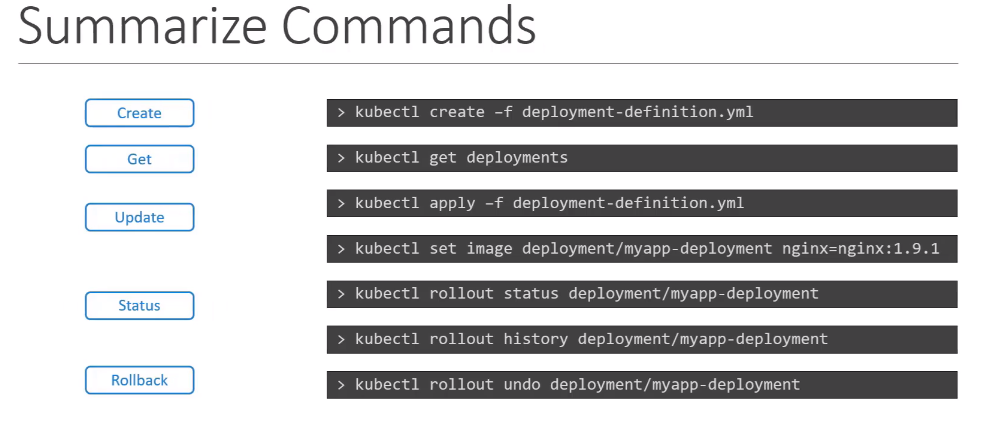 Summarize Commands
Create
> kubectl create –f deployment-definition.yml
Get
> kubectl get deployments
Update
> kubectl apply –f deployment-definition.yml
> kubectl set image deployment/myapp-deployment nginx=nginx:1.9.1
Status
> kubectl rollout status deployment/myapp-deployment
> kubectl rollout history deployment/myapp-deployment
Rollback
> kubectl rollout undo deployment/myapp-deployment